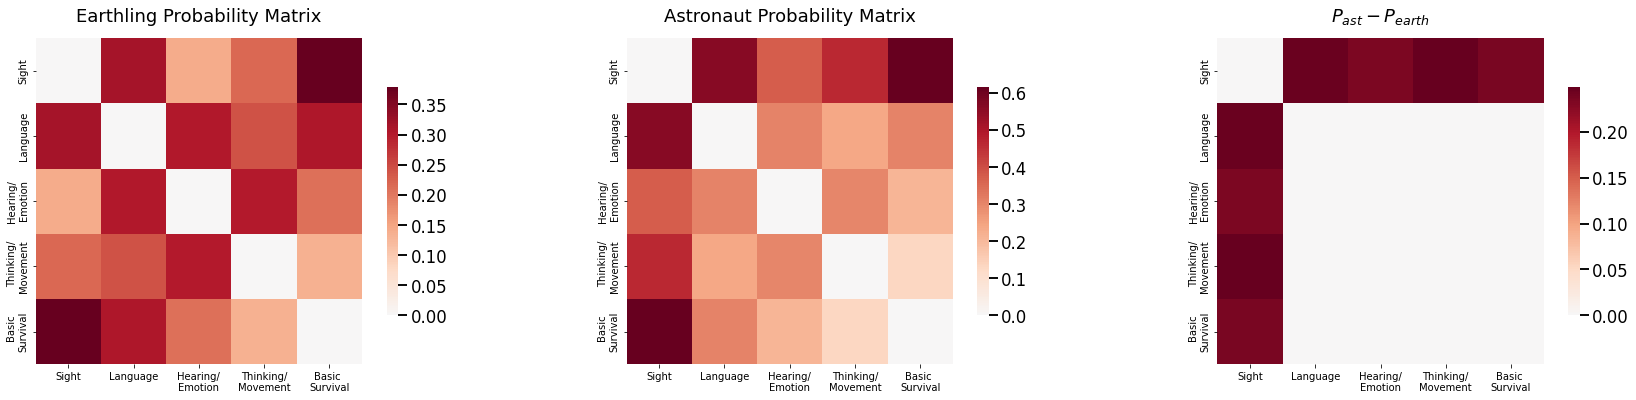 Earthling Probability Matrix
Sight
Language
Hearing/
Emotion
Thinking/
Movement
Basic
Survival
Sight
Language
Hearing/
Emotion
Thinking/
Movement
Basic
Survival
0.35
0.30
0.25
0.20
0.15
0.10
0.05
0.00
Astronaut Probability Matrix
Sight
Language
Hearing/
Emotion
Thinking/
Movement
Basic
Survival
Sight
Language
Hearing/
Emotion
Thinking/
Movement
Basic
Survival
0.6
0.5
0.4
0.3
0.2
0.1
0.0
P_ast − P_earth
Sight
Language
Hearing/
Emotion
Thinking/
Movement
Basic
Survival
Sight
Language
Hearing/
Emotion
Thinking/
Movement
Basic
Survival
0.20
0.15
0.10
0.05
0.00